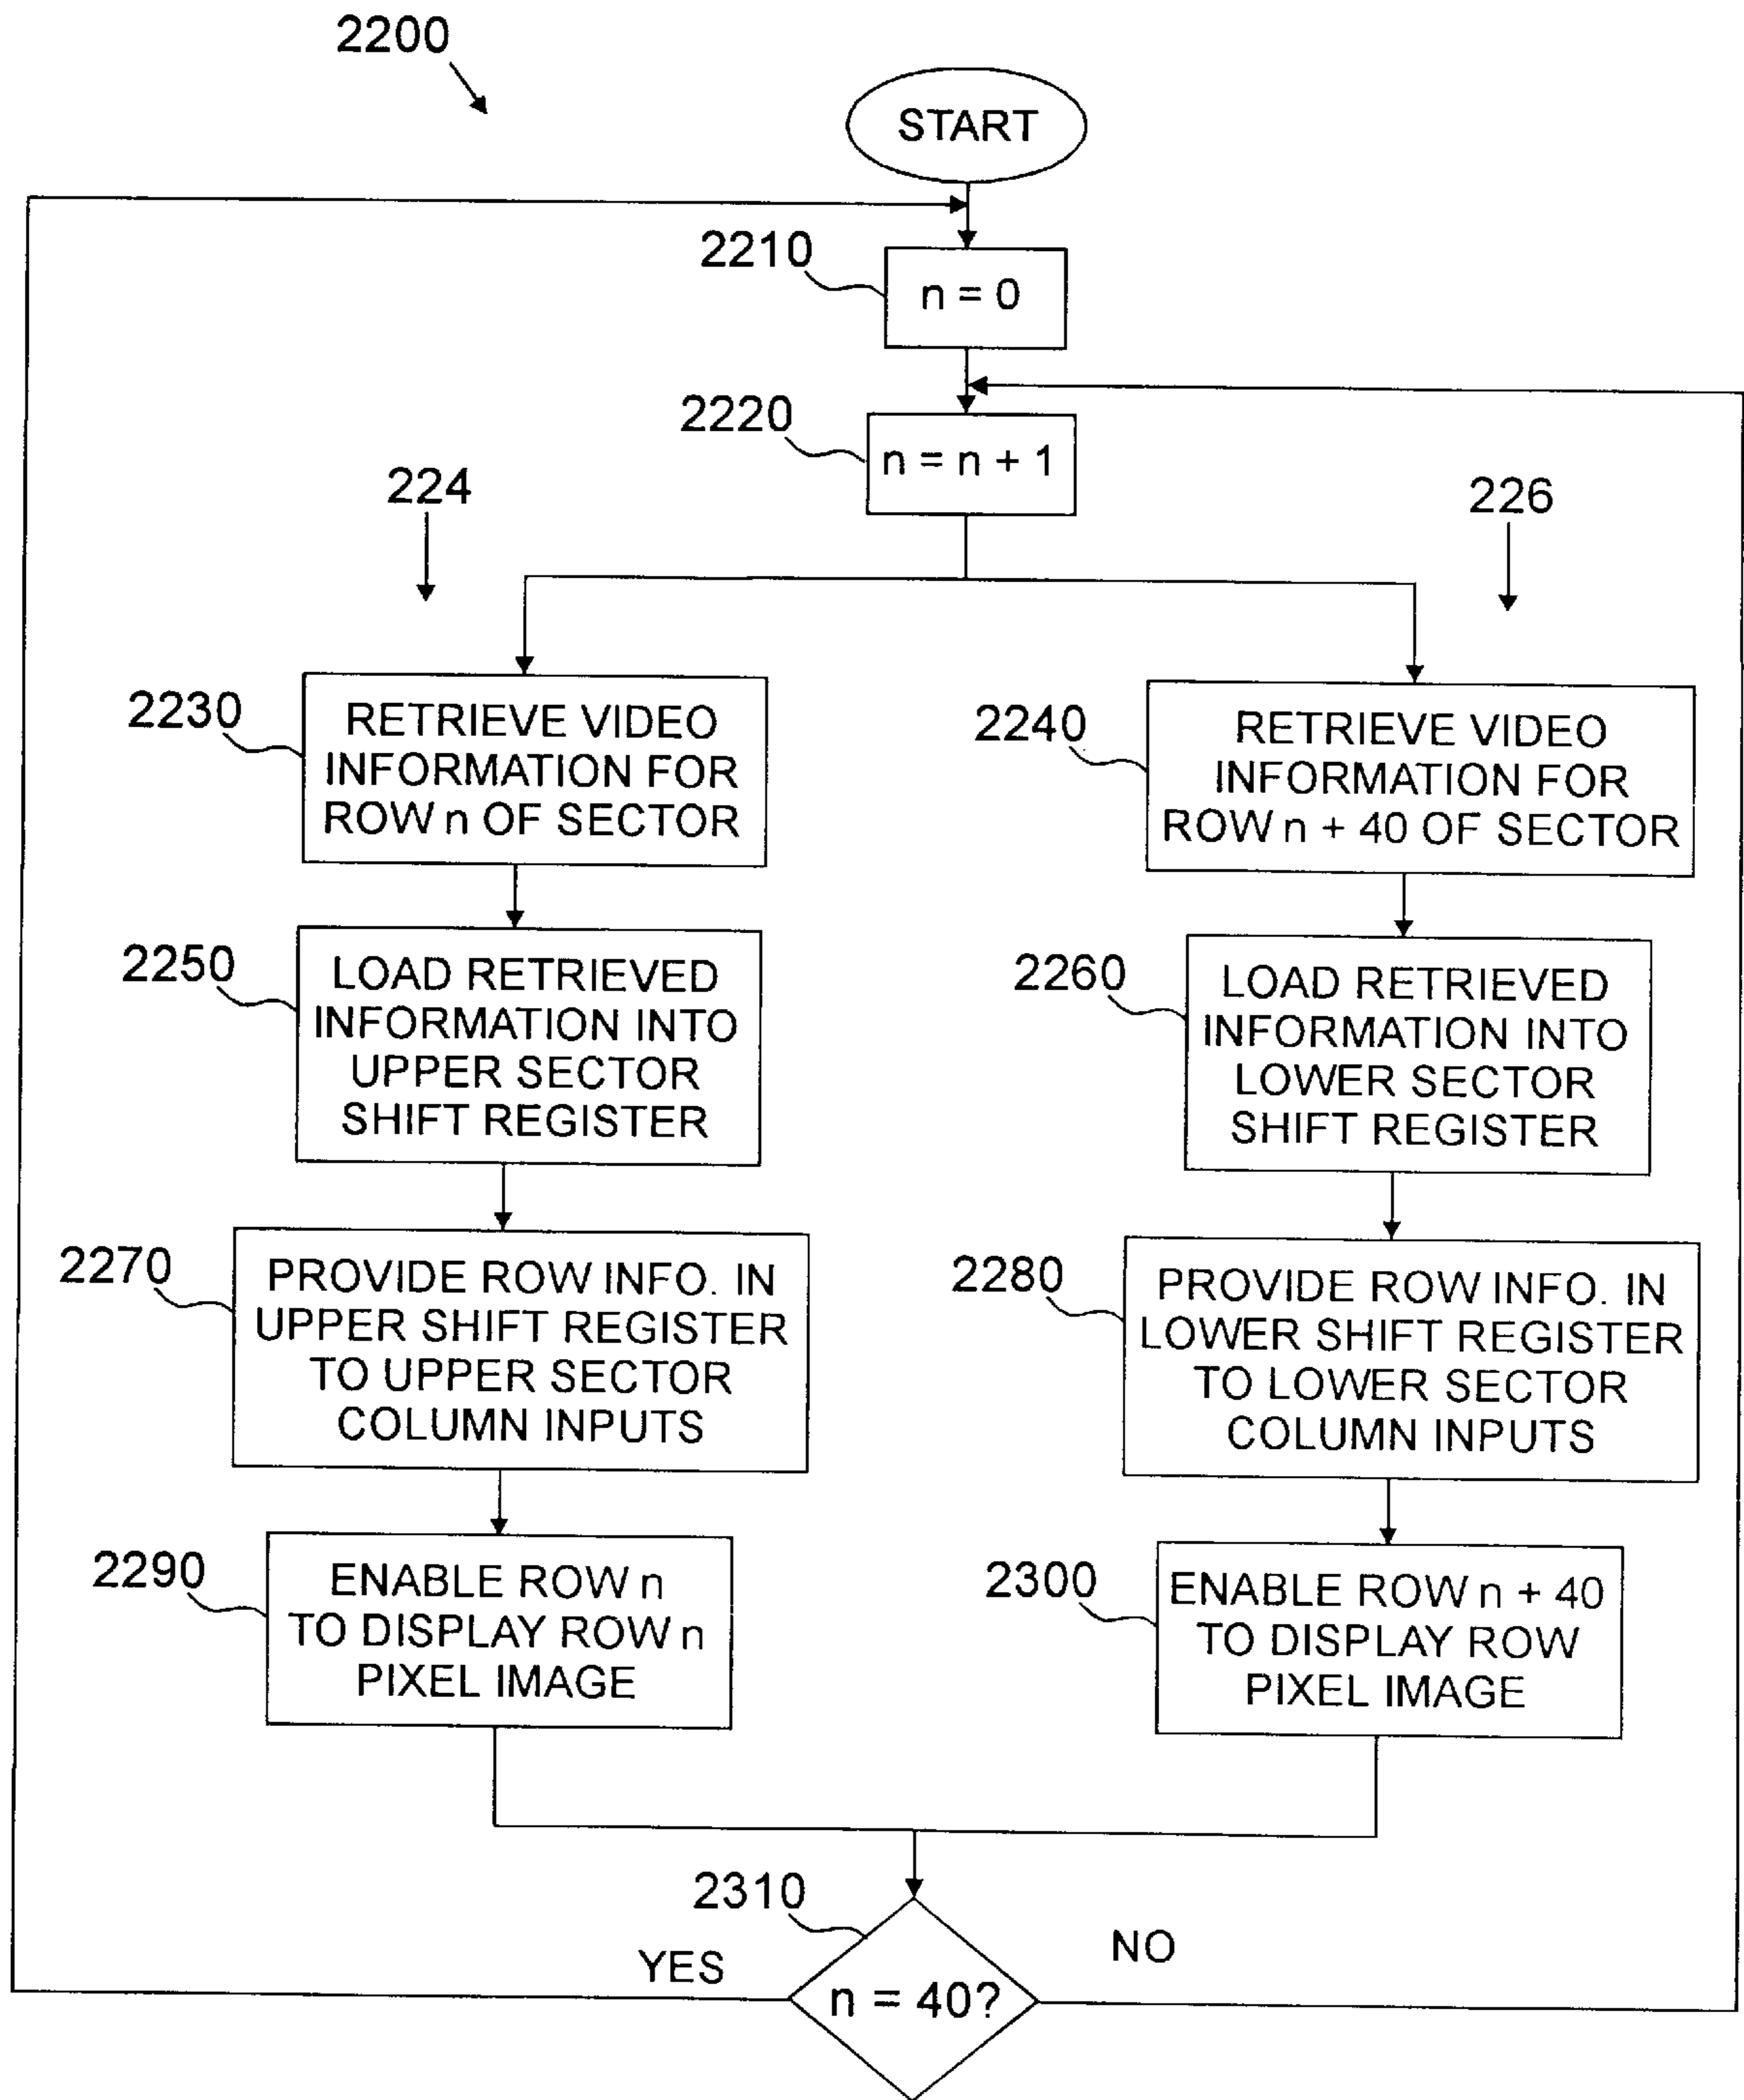 2200
START
2210
n = 0
2220
n = n + 1
224
226
2230
RETRIEVE VIDEO
INFORMATION FOR
ROW n OF SECTOR
2240
RETRIEVE VIDEO
INFORMATION FOR
ROW n + 40 OF SECTOR
2250
LOAD RETRIEVED
INFORMATION INTO
UPPER SECTOR
SHIFT REGISTER
2260
LOAD RETRIEVED
INFORMATION INTO
LOWER SECTOR
SHIFT REGISTER
2270
PROVIDE ROW INFO. IN
UPPER SHIFT REGISTER
TO UPPER SECTOR
COLUMN INPUTS
2280
PROVIDE ROW INFO. IN
LOWER SHIFT REGISTER
TO LOWER SECTOR
COLUMN INPUTS
2290
ENABLE ROW n
TO DISPLAY ROW n
PIXEL IMAGE
2300
ENABLE ROW n + 40
TO DISPLAY ROW
PIXEL IMAGE
2310
YES
NO
n = 40?